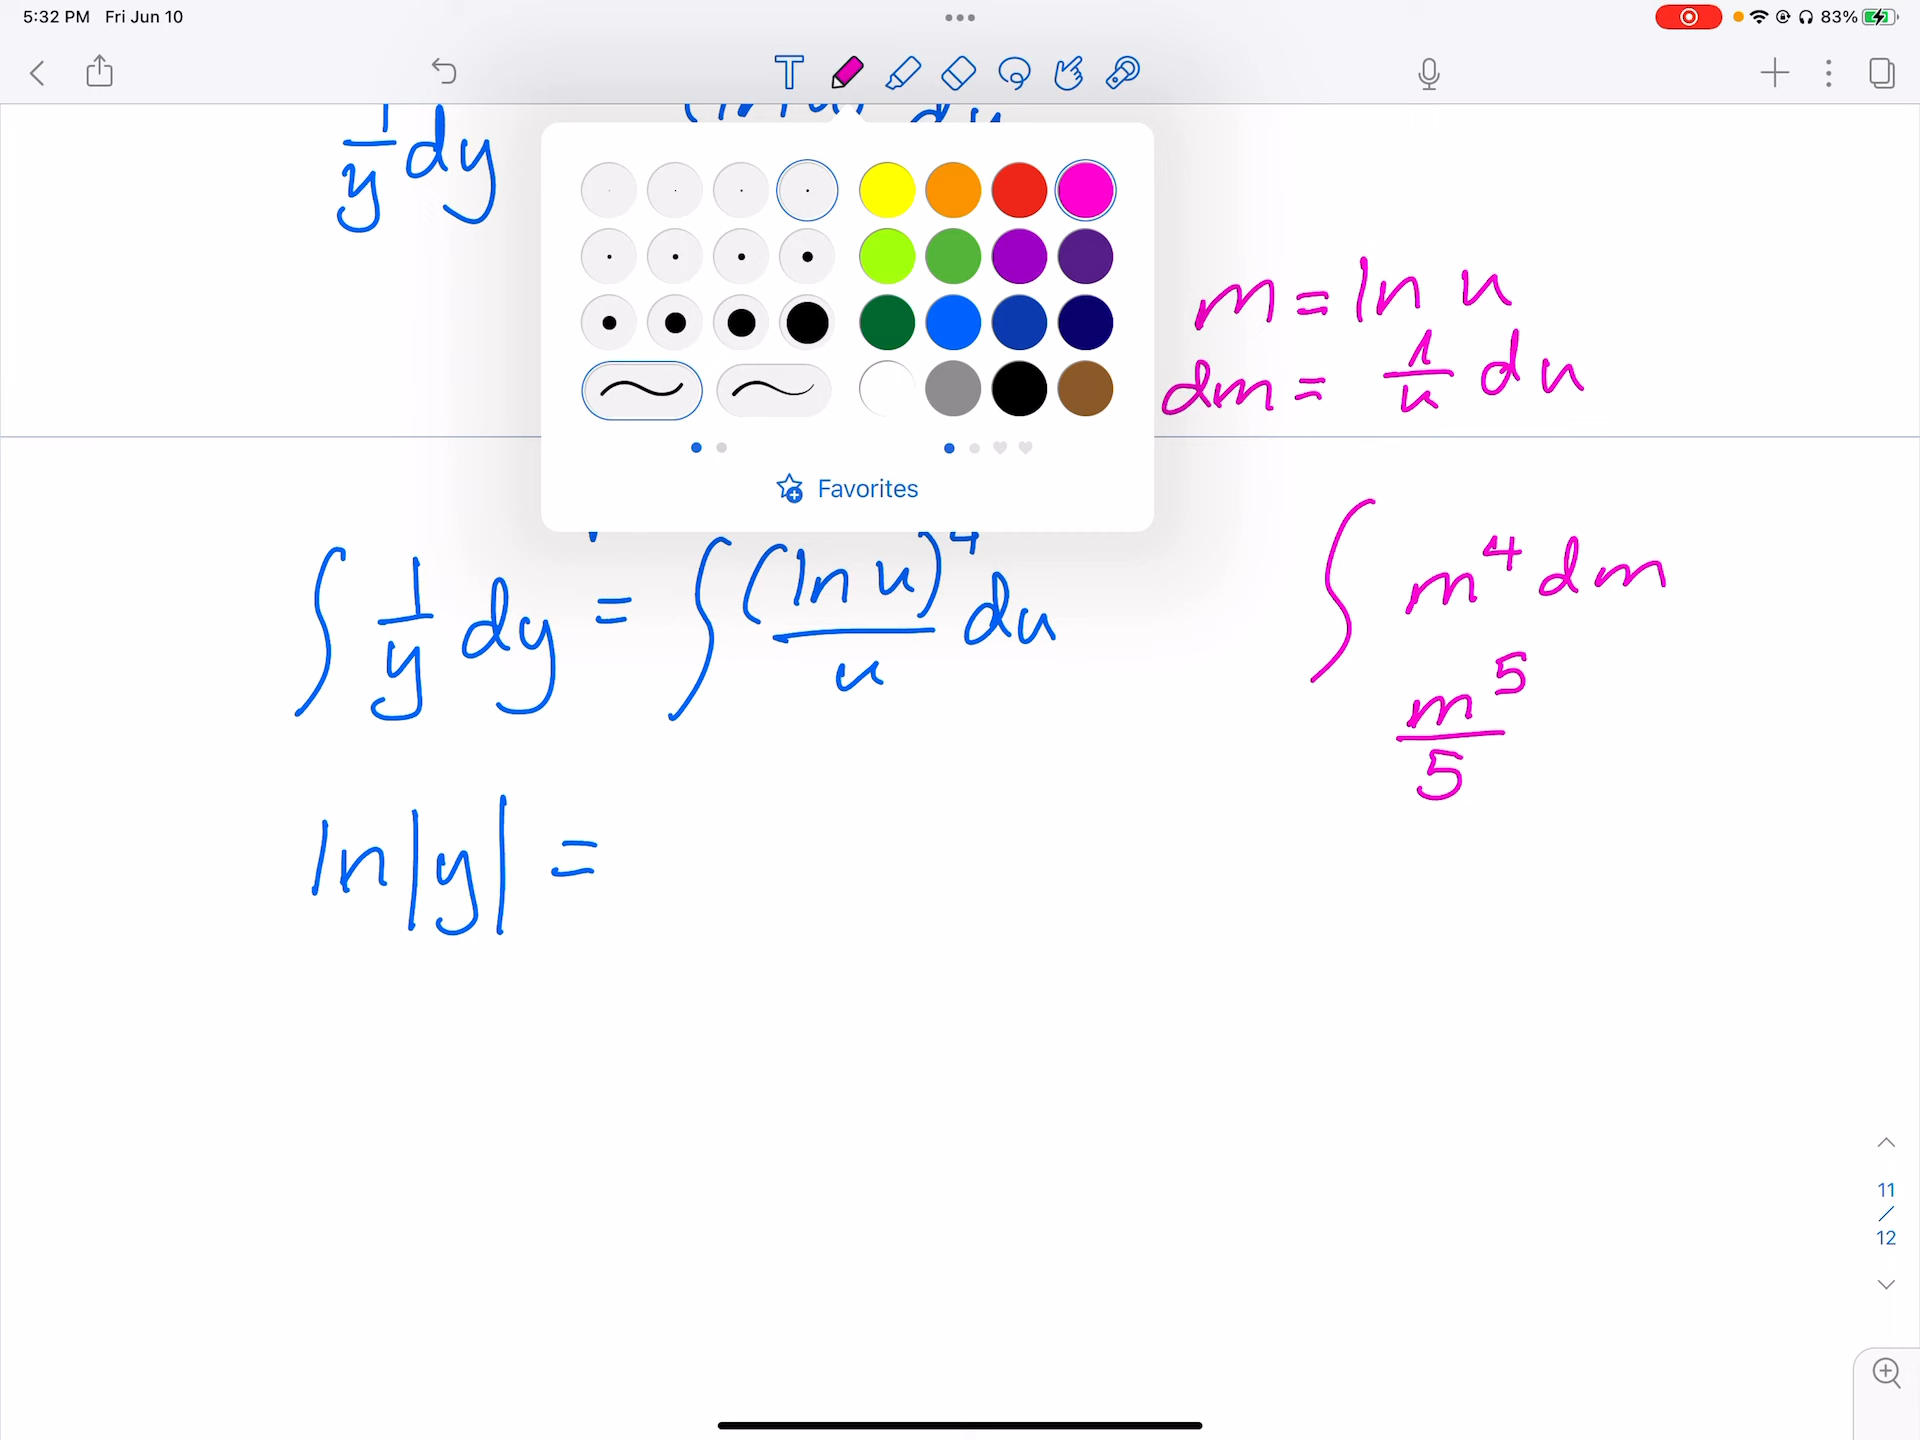 5:32 PM Fri Jun 10
83%
1/y dy
m = ln u
dm = 1/u du
Favorites
∫ 1/y dy = ∫ (ln u)^4/u du
∫ m^4 dm
m^5/5
ln|y| =
11
/
12